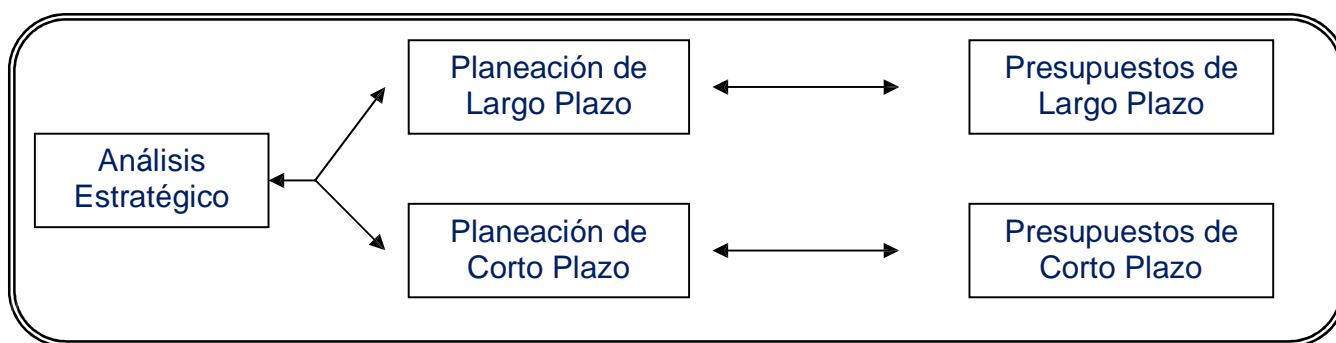 Análisis
Estratégico
Planeación de
Largo Plazo
Presupuestos de
Largo Plazo
Planeación de
Corto Plazo
Presupuestos de
Corto Plazo